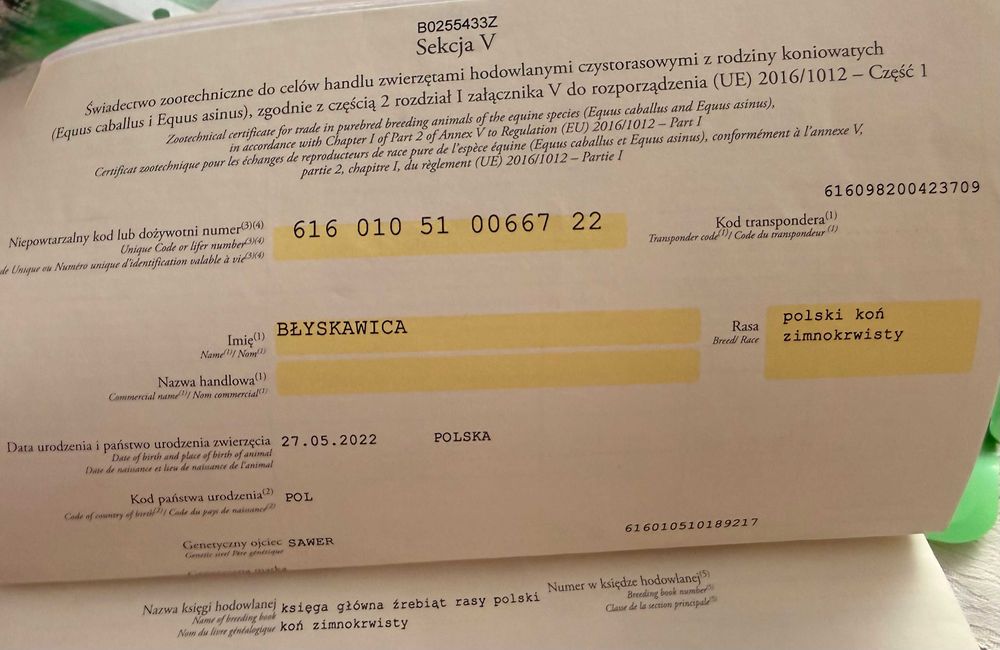 B0255433Z
Sekcja V
Świadectwo zootechniczne do celów handlu zwierzętami hodowlanymi czystorasowymi z rodziny koniowatych
(Equus caballus i Equus asinus), zgodnie z częścią 2 rozdział I załącznika V do rozporządzenia (UE) 2016/1012 – Część 1
Zootechnical certificate for trade in purebred breeding animals of the equine species (Equus caballus and Equus asinus),
in accordance with Chapter I of Part 2 of Annex V to Regulation (EU) 2016/1012 – Part I
Certificat zootechnique pour les échanges de reproducteurs de race pure de l'espèce équine (Equus caballus et Equus asinus), conformément à l'annexe V,
partie 2, chapitre I, du règlement (UE) 2016/1012 – Partie I
616098200423709
Niepowtarzalny kod lub dożywotni numer(3)(4) 616 010 51 00667 22 Kod transpondera(1)
Unique Code or lifer number(3)(4) Transponder code(1)/ Code du transpondeur (1)
de Unique ou Numéro unique d'identification valable à vie(3)(4)
Imię(1) BŁYSKAWICA Rasa polski koń
Name(1)/ Nom(1) Breed/ Race zimnokrwisty
Nazwa handlowa(1)
Commercial name(1)/ Nom commercial(1)
Data urodzenia i państwo urodzenia zwierzęcia 27.05.2022 POLSKA
Date of birth and place of birth of animal
Date de naissance et lieu de naissance de l'animal
Kod państwa urodzenia(2) POL
Code of country of birth(2)/ Code du pays de naissance(2)
616010510189217
Genetyczny ojciec SAWER
Genetic sire/ Père génétique
Nazwa księgi hodowlanej księga główna źrebiąt rasy polski Numer w księdze hodowlanej(5)
Name of breeding book koń zimnokrwisty Breeding book number(5)
Nom du livre généalogique Classe de la section principale(5)